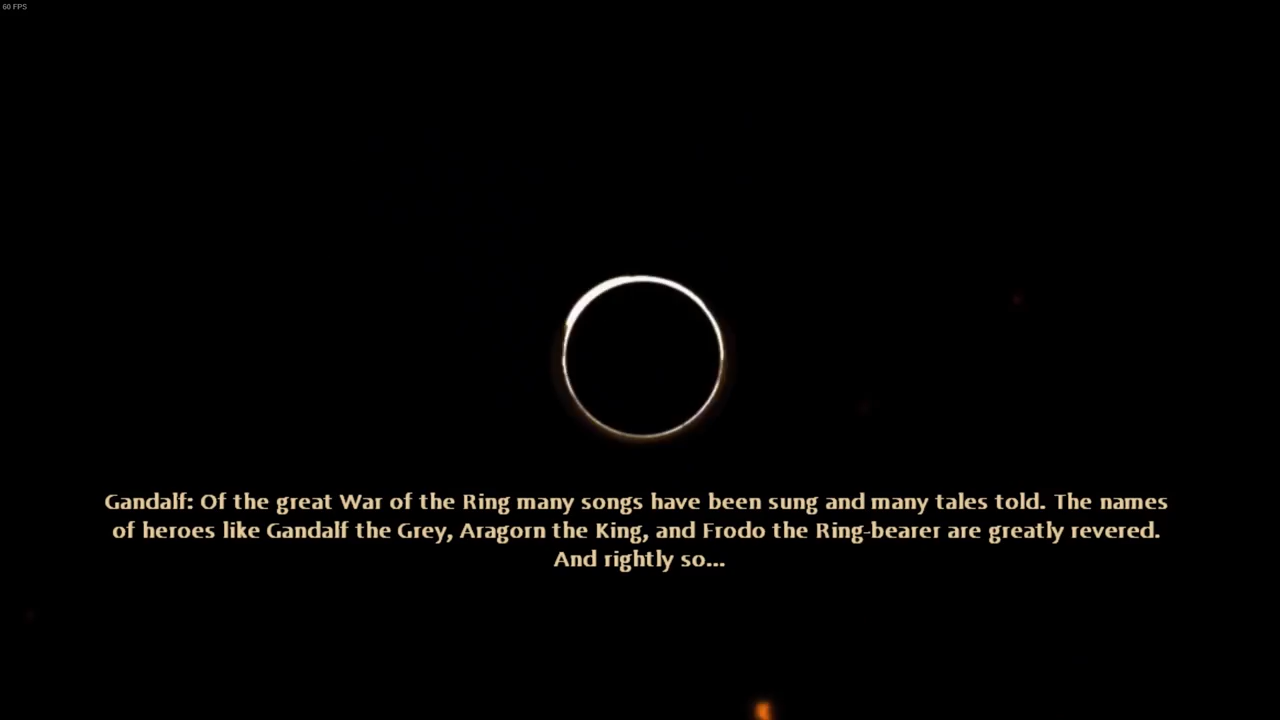 60 FPS
Gandalf: Of the great War of the Ring many songs have been sung and many tales told. The names
of heroes like Gandalf the Grey, Aragorn the King, and Frodo the Ring-bearer are greatly revered.
And rightly so...